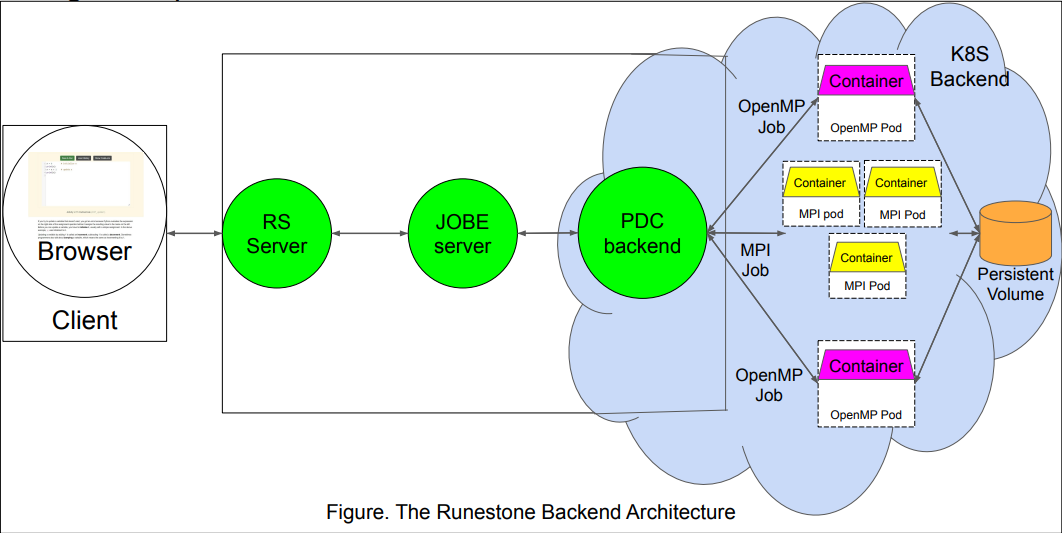 K8S
Backend
Container
OpenMP Pod
OpenMP
Job
Container
MPI pod
Container
MPI Pod
Browser
Client
RS
Server
JOBE
server
PDC
backend
MPI
Job
Container
MPI Pod
Persistent
Volume
OpenMP
Job
Container
OpenMP Pod
Figure. The Runestone Backend Architecture